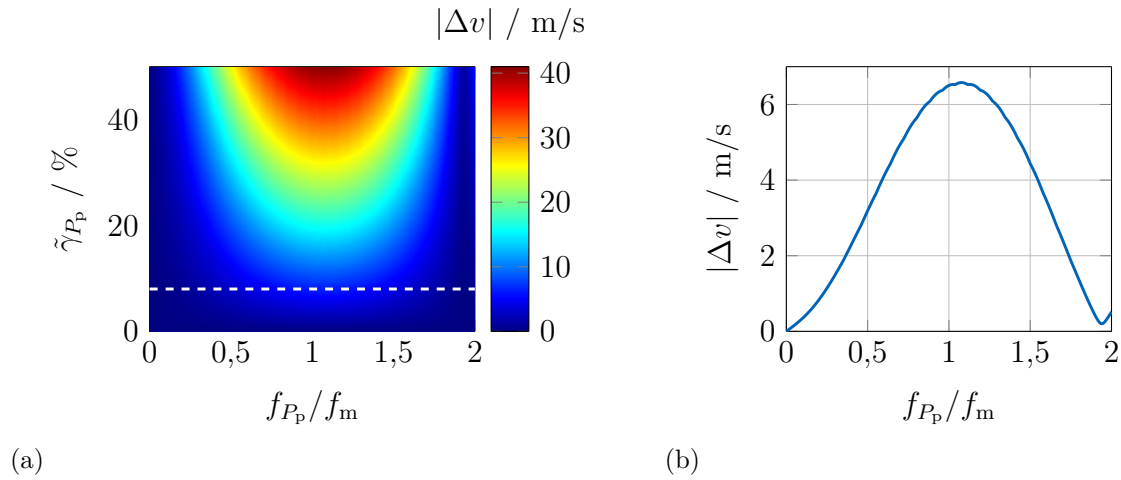 |Δv| / m/s
40
20
0
γ̃_{P_p} / %
0 0,5 1 1,5 2
f_{P_p}/f_m
40
30
20
10
0
(a)
6
4
2
0
|Δv| / m/s
0 0,5 1 1,5 2
f_{P_p}/f_m
(b)